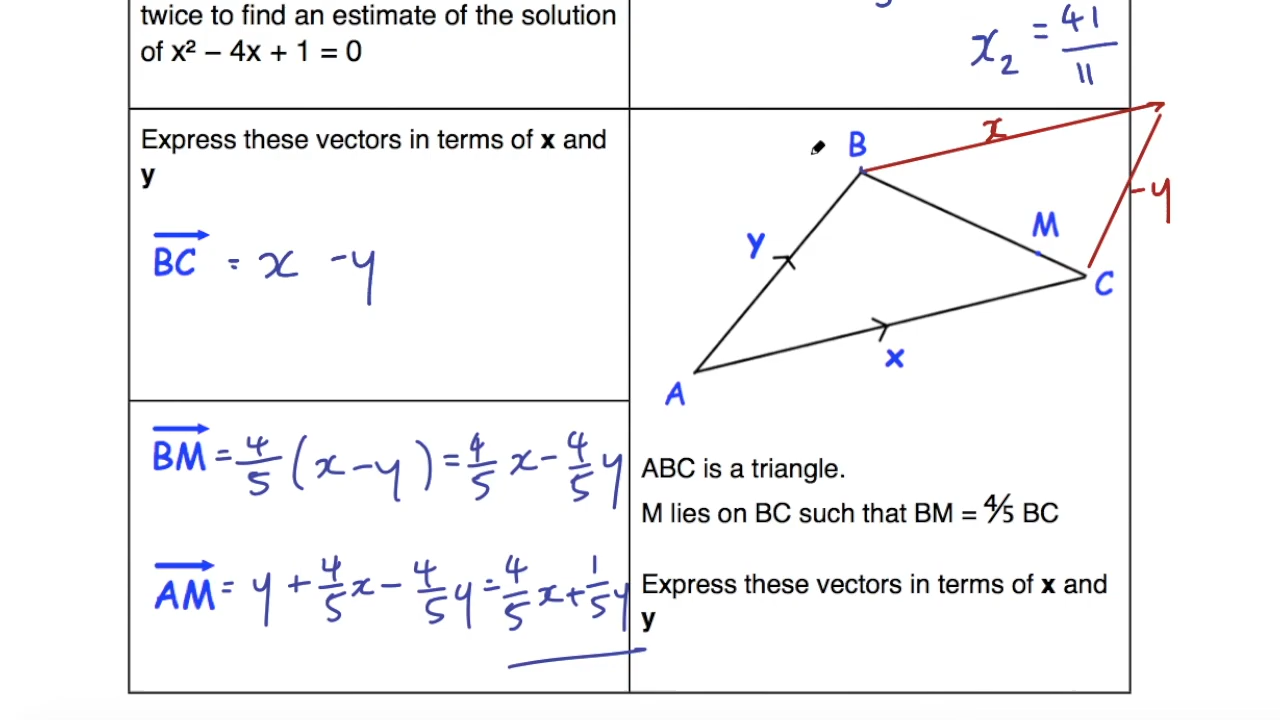 twice to find an estimate of the solution
of x² – 4x + 1 = 0
x₂ = 41/11
Express these vectors in terms of x and
y
BC = x - y
B
x
-y
M
y
C
x
A
BM = 4/5 (x - y) = 4/5 x - 4/5 y
AM = y + 4/5 x - 4/5 y = 4/5 x + 1/5 y
ABC is a triangle.
M lies on BC such that BM = ⅘ BC
Express these vectors in terms of x and
y